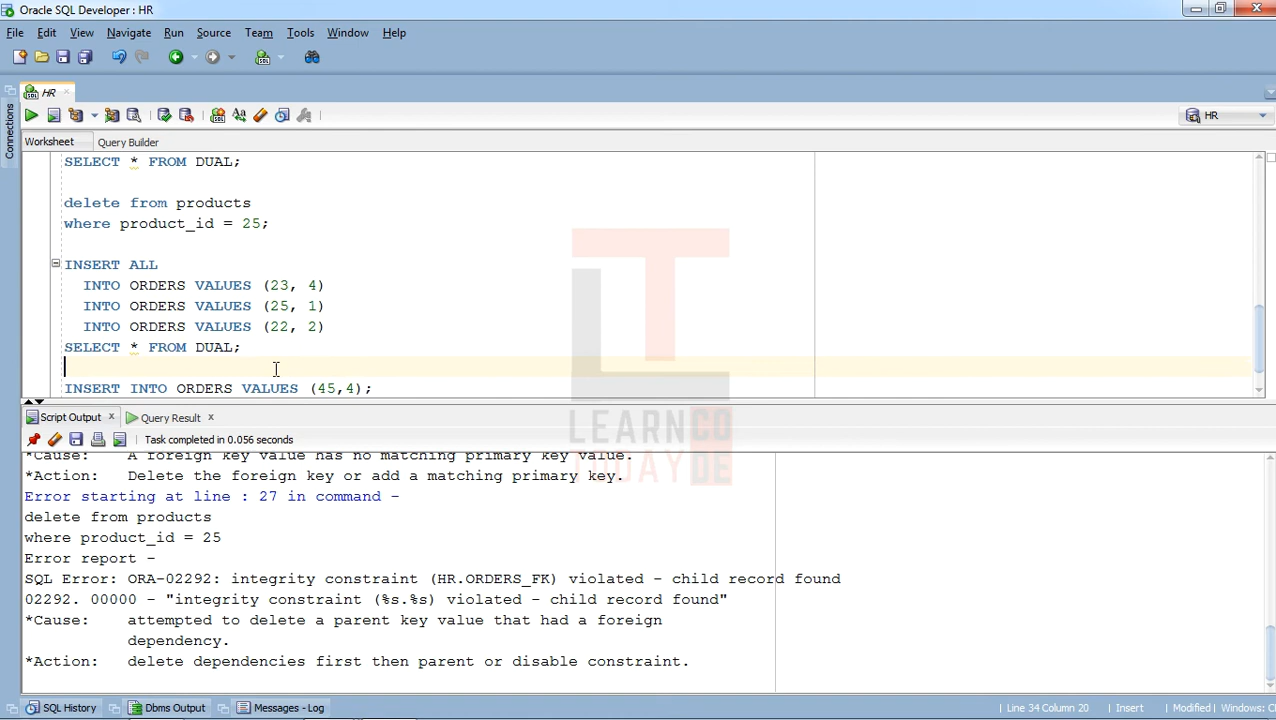 Oracle SQL Developer : HR
File Edit View Navigate Run Source Team Tools Window Help
HR
HR
Worksheet Query Builder
Connections
SELECT * FROM DUAL;
delete from products
where product_id = 25;
INSERT ALL
INTO ORDERS VALUES (23, 4)
INTO ORDERS VALUES (25, 1)
INTO ORDERS VALUES (22, 2)
SELECT * FROM DUAL;
INSERT INTO ORDERS VALUES (45,4);
LEARNCO
TODAYDE
Script Output Query Result
Task completed in 0.056 seconds
*Cause: A foreign key value has no matching primary key value.
*Action: Delete the foreign key or add a matching primary key.
Error starting at line : 27 in command -
delete from products
where product_id = 25
Error report -
SQL Error: ORA-02292: integrity constraint (HR.ORDERS_FK) violated - child record found
02292. 00000 - "integrity constraint (%s.%s) violated - child record found"
*Cause: attempted to delete a parent key value that had a foreign
dependency.
*Action: delete dependencies first then parent or disable constraint.
SQL History Dbms Output Messages - Log Line 34 Column 20 Insert Modified Windows: